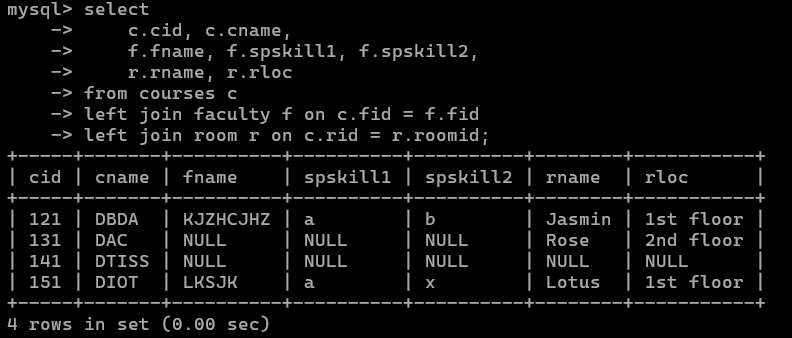 mysql> select
    ->     c.cid, c.cname,
    ->     f.fname, f.spskill1, f.spskill2,
    ->     r.rname, r.rloc
    -> from courses c
    -> left join faculty f on c.fid = f.fid
    -> left join room r on c.rid = r.roomid;
+-----+-------+----------+----------+----------+--------+-----------+
| cid | cname | fname    | spskill1 | spskill2 | rname  | rloc      |
+-----+-------+----------+----------+----------+--------+-----------+
| 121 | DBDA  | KJZHCJHZ | a        | b        | Jasmin | 1st floor |
| 131 | DAC   | NULL     | NULL     | NULL     | Rose   | 2nd floor |
| 141 | DTISS | NULL     | NULL     | NULL     | NULL   | NULL      |
| 151 | DIOT  | LKSJK    | a        | x        | Lotus  | 1st floor |
+-----+-------+----------+----------+----------+--------+-----------+
4 rows in set (0.00 sec)